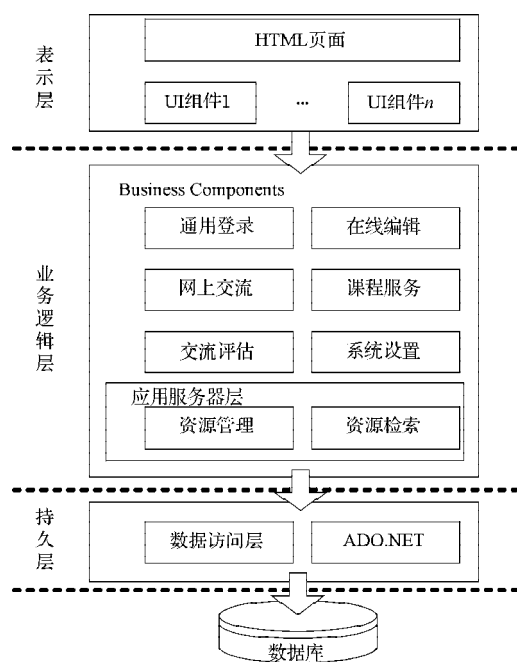 表示层
HTML页面
UI组件1 ... UI组件n
业务逻辑层
Business Components
通用登录 在线编辑
网上交流 课程服务
交流评估 系统设置
应用服务器层
资源管理 资源检索
持久层
数据访问层 ADO.NET
数据库